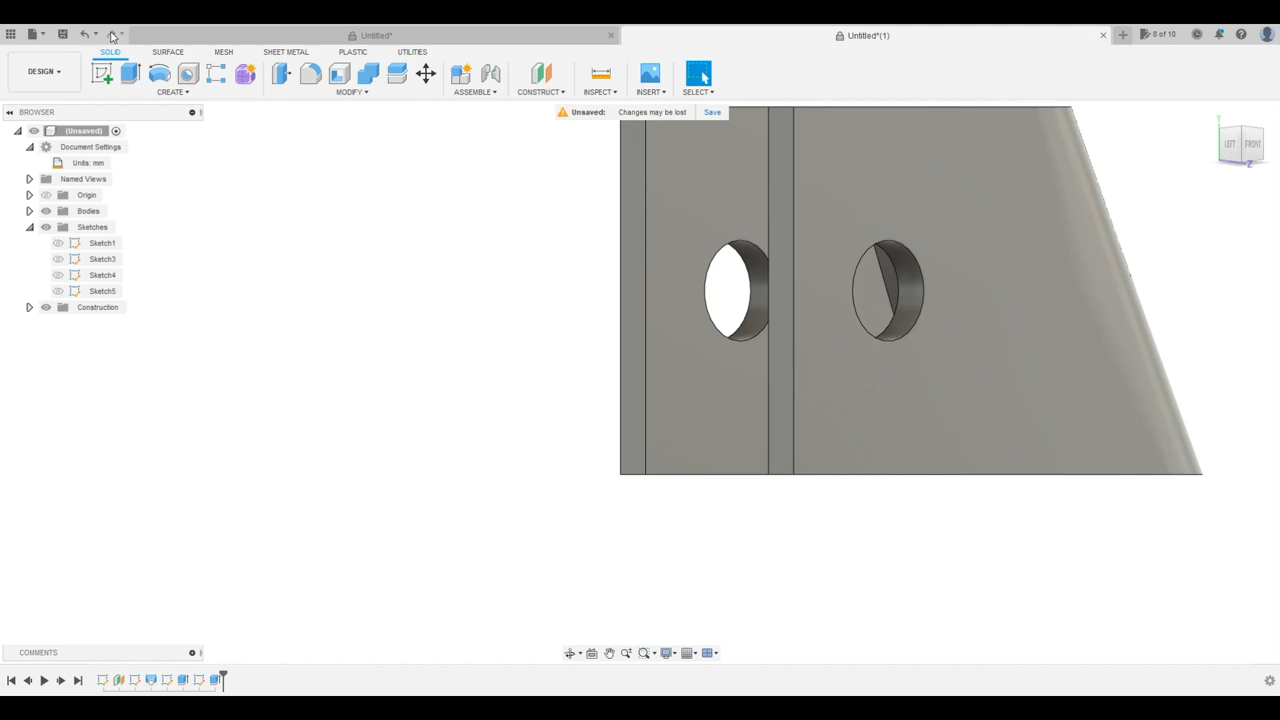 Untitled*
Untitled*(1)
8 of 10
SOLID
SURFACE
MESH
SHEET METAL
PLASTIC
UTILITIES
DESIGN
CREATE
MODIFY
ASSEMBLE
CONSTRUCT
INSPECT
INSERT
SELECT
BROWSER
Unsaved: Changes may be lost Save
(Unsaved)
Document Settings
Units: mm
Named Views
Origin
Bodies
Sketches
Sketch1
Sketch3
Sketch4
Sketch5
Construction
Y
LEFT
FRONT
Z
COMMENTS